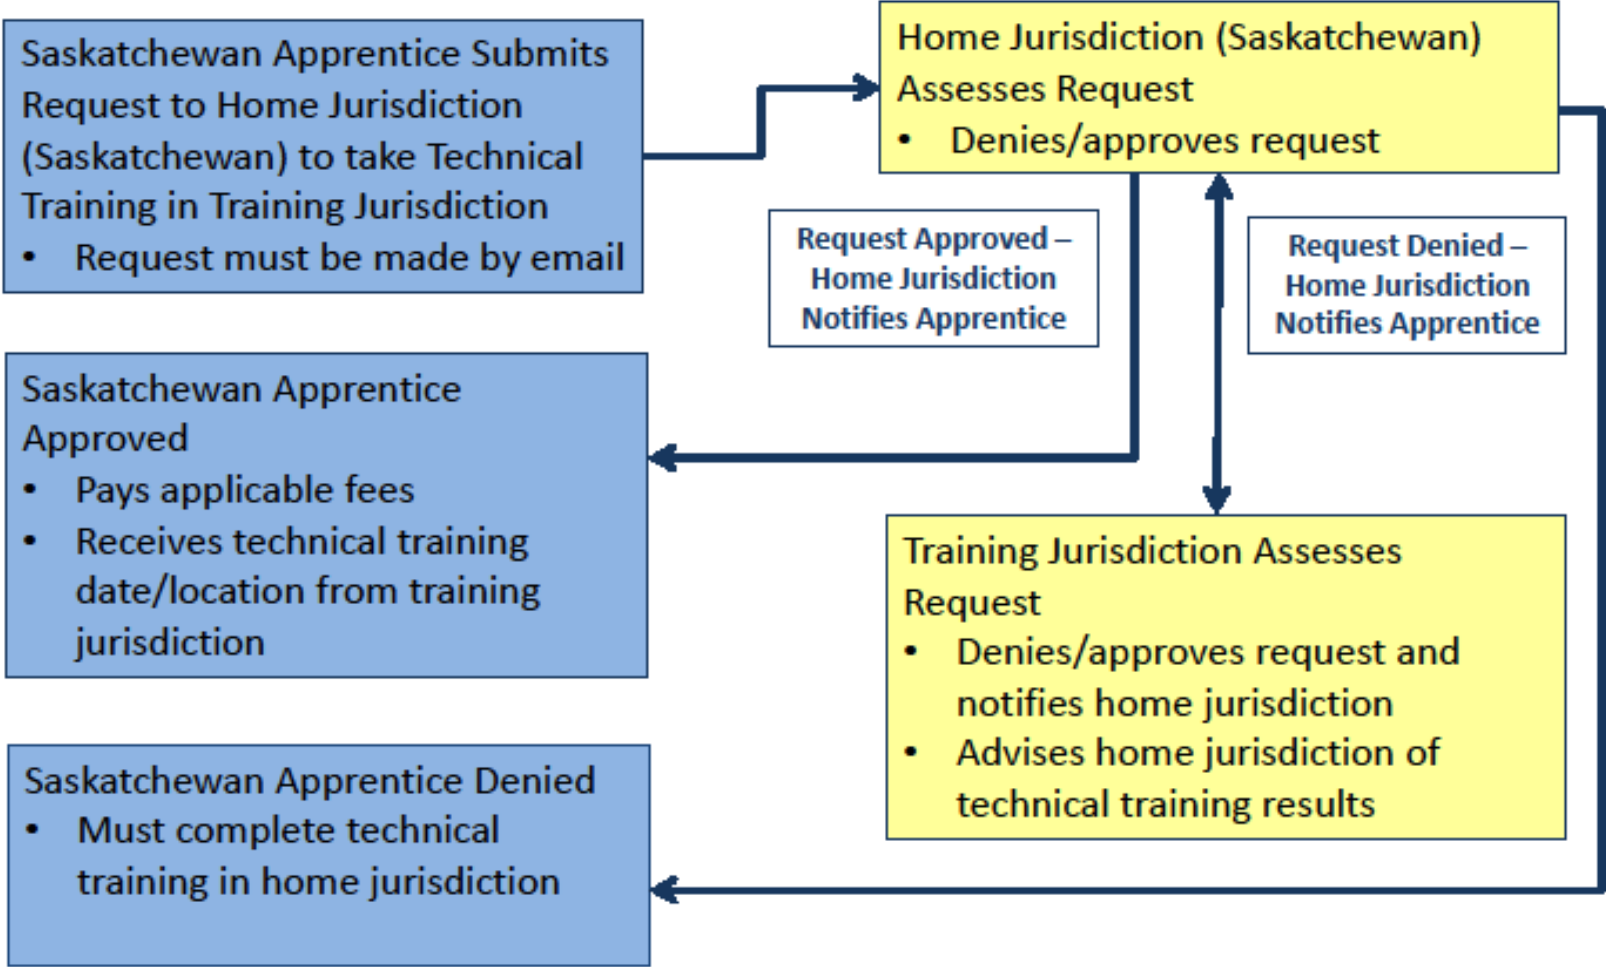 Saskatchewan Apprentice Submits
Request to Home Jurisdiction
(Saskatchewan) to take Technical
Training in Training Jurisdiction
• Request must be made by email
Home Jurisdiction (Saskatchewan)
Assesses Request
• Denies/approves request
Request Approved –
Home Jurisdiction
Notifies Apprentice
Request Denied –
Home Jurisdiction
Notifies Apprentice
Saskatchewan Apprentice
Approved
• Pays applicable fees
• Receives technical training
date/location from training
jurisdiction
Training Jurisdiction Assesses
Request
• Denies/approves request and
notifies home jurisdiction
• Advises home jurisdiction of
technical training results
Saskatchewan Apprentice Denied
• Must complete technical
training in home jurisdiction